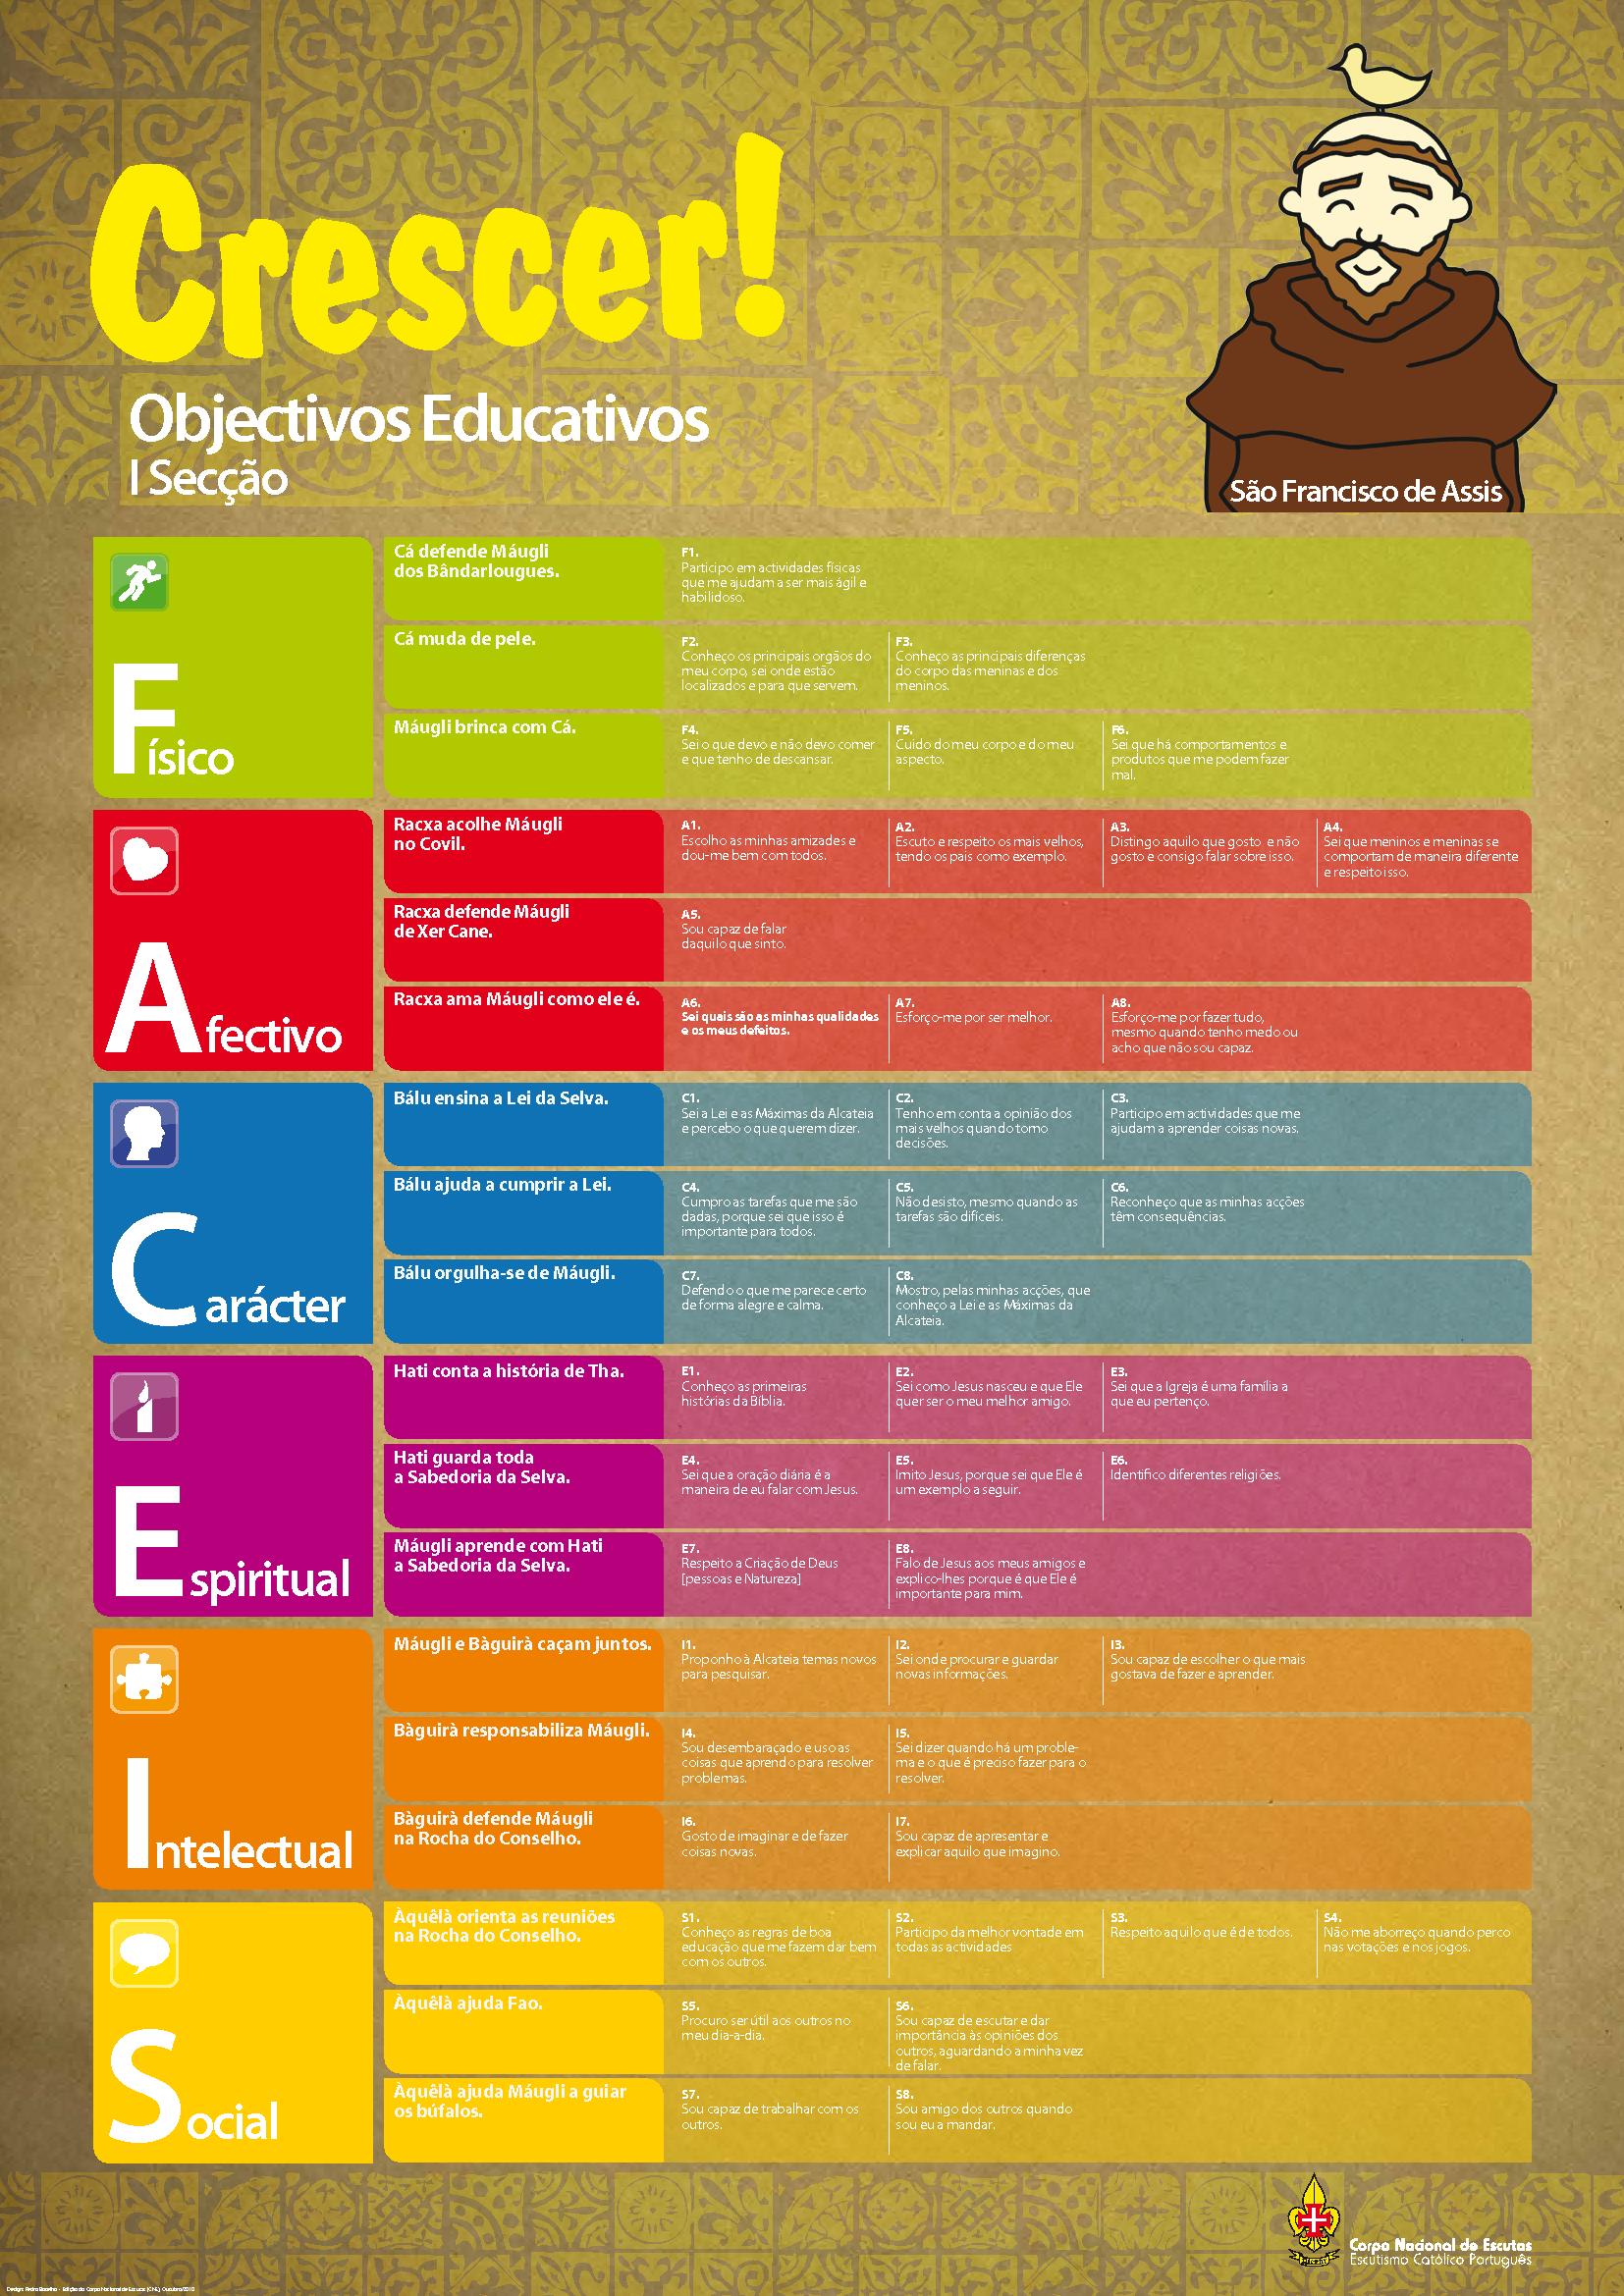 Crescer!
Objectivos Educativos
I Secção
São Francisco de Assis
Físico
Cá defende Máugli
dos Bândarlougues.
F1.
Participo em actividades físicas
que me ajudam a ser mais ágil e
habilidoso.
Cá muda de pele.
F2.
Conheço os principais orgãos do
meu corpo, sei onde estão
localizados e para que servem.
F3.
Conheço as principais diferenças
do corpo das meninas e dos
meninos.
Máugli brinca com Cá.
F4.
Sei o que devo e não devo comer
e que tenho de descansar.
F5.
Cuido do meu corpo e do meu
aspecto.
F6.
Sei que há comportamentos e
produtos que me podem fazer
mal.
Afectivo
Racxa acolhe Máugli
no Covil.
A1.
Escolho as minhas amizades e
dou-me bem com todos.
A2.
Escuto e respeito os mais velhos,
tendo os pais como exemplo.
A3.
Distingo aquilo que gosto e não
gosto e consigo falar sobre isso.
A4.
Sei que meninos e meninas se
comportam de maneira diferente
e respeito isso.
Racxa defende Máugli
de Xer Cane.
A5.
Sou capaz de falar
daquilo que sinto.
Racxa ama Máugli como ele é.
A6.
Sei quais são as minhas qualidades
e os meus defeitos.
A7.
Esforço-me por ser melhor.
A8.
Esforço-me por fazer tudo,
mesmo quando tenho medo ou
acho que não sou capaz.
Carácter
Bálu ensina a Lei da Selva.
C1.
Sei a Lei e as Máximas da Alcateia
e percebo o que querem dizer.
C2.
Tenho em conta a opinião dos
mais velhos quando tomo
decisões.
C3.
Participo em actividades que me
ajudam a aprender coisas novas.
Bálu ajuda a cumprir a Lei.
C4.
Cumpro as tarefas que me são
dadas, porque sei que isso é
importante para todos.
C5.
Não desisto, mesmo quando as
tarefas são difíceis.
C6.
Reconheço que as minhas acções
têm consequências.
Bálu orgulha-se de Máugli.
C7.
Defendo o que me parece certo
de forma alegre e calma.
C8.
Mostro, pelas minhas acções, que
conheço a Lei e as Máximas da
Alcateia.
Espiritual
Hati conta a história de Tha.
E1.
Conheço as primeiras
histórias da Bíblia.
E2.
Sei como Jesus nasceu e que Ele
quer ser o meu melhor amigo.
E3.
Sei que a Igreja é uma família a
que eu pertenço.
Hati guarda toda
a Sabedoria da Selva.
E4.
Sei que a oração diária é a
maneira de eu falar com Jesus.
E5.
Imito Jesus, porque sei que Ele é
um exemplo a seguir.
E6.
Identifico diferentes religiões.
Máugli aprende com Hati
a Sabedoria da Selva.
E7.
Respeito a Criação de Deus
[pessoas e Natureza]
E8.
Falo de Jesus aos meus amigos e
explico-lhes porque é que Ele é
importante para mim.
Intelectual
Máugli e Bàguirà caçam juntos.
I1.
Proponho à Alcateia temas novos
para pesquisar.
I2.
Sei onde procurar e guardar
novas informações.
I3.
Sou capaz de escolher o que mais
gostava de fazer e aprender.
Bàguirà responsabiliza Máugli.
I4.
Sou desembaraçado e uso as
coisas que aprendo para resolver
problemas.
I5.
Sei dizer quando há um proble-
ma e o que é preciso fazer para o
resolver.
Bàguirà defende Máugli
na Rocha do Conselho.
I6.
Gosto de imaginar e de fazer
coisas novas.
I7.
Sou capaz de apresentar e
explicar aquilo que imagino.
Social
Àquêlà orienta as reuniões
na Rocha do Conselho.
S1.
Conheço as regras de boa
educação que me fazem dar bem
com os outros.
S2.
Participo da melhor vontade em
todas as actividades
S3.
Respeito aquilo que é de todos.
S4.
Não me aborreço quando perco
nas votações e nos jogos.
Àquêlà ajuda Fao.
S5.
Procuro ser útil aos outros no
meu dia-a-dia.
S6.
Sou capaz de escutar e dar
importância às opiniões dos
outros, aguardando a minha vez
de falar.
Àquêlà ajuda Máugli a guiar
os búfalos.
S7.
Sou capaz de trabalhar com os
outros.
S8.
Sou amigo dos outros quando
sou eu a mandar.
Corpo Nacional de Escutas
Escutismo Católico Português